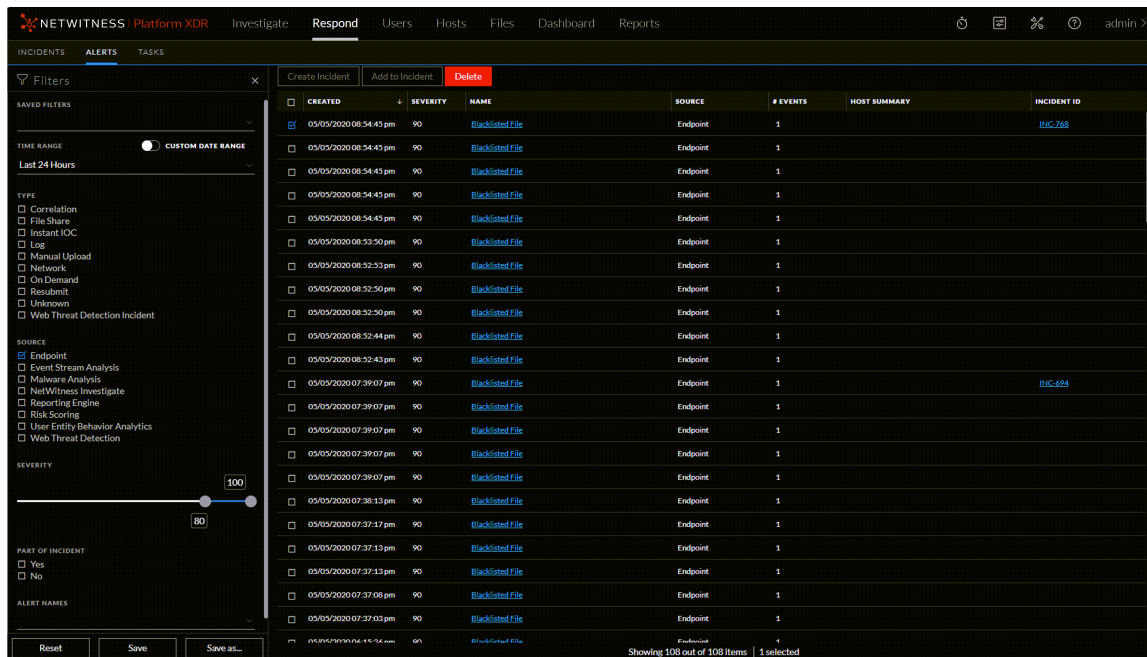 NETWITNESS Platform XDR Investigate Respond Users Hosts Files Dashboard Reports admin
INCIDENTS ALERTS TASKS
Filters
SAVED FILTERS
TIME RANGE CUSTOM DATE RANGE
Last 24 Hours
TYPE
Correlation
File Share
Instant IOC
Log
Manual Upload
Network
On Demand
Resubmit
Unknown
Web Threat Detection Incident
SOURCE
Endpoint
Event Stream Analysis
Malware Analysis
NetWitness Investigate
Reporting Engine
Risk Scoring
User Entity Behavior Analytics
Web Threat Detection
SEVERITY
100
80
PART OF INCIDENT
Yes
No
ALERT NAMES
Reset Save Save as...
Create Incident Add to Incident Delete
CREATED SEVERITY NAME SOURCE # EVENTS HOST SUMMARY INCIDENT ID
05/05/2020 08:54:45 pm 90 Blacklisted File Endpoint 1 INC-768
05/05/2020 08:54:45 pm 90 Blacklisted File Endpoint 1
05/05/2020 08:54:45 pm 90 Blacklisted File Endpoint 1
05/05/2020 08:54:45 pm 90 Blacklisted File Endpoint 1
05/05/2020 08:54:45 pm 90 Blacklisted File Endpoint 1
05/05/2020 08:53:50 pm 90 Blacklisted File Endpoint 1
05/05/2020 08:52:53 pm 90 Blacklisted File Endpoint 1
05/05/2020 08:52:50 pm 90 Blacklisted File Endpoint 1
05/05/2020 08:52:50 pm 90 Blacklisted File Endpoint 1
05/05/2020 08:52:44 pm 90 Blacklisted File Endpoint 1
05/05/2020 08:52:43 pm 90 Blacklisted File Endpoint 1
05/05/2020 07:39:07 pm 90 Blacklisted File Endpoint 1 INC-694
05/05/2020 07:39:07 pm 90 Blacklisted File Endpoint 1
05/05/2020 07:39:07 pm 90 Blacklisted File Endpoint 1
05/05/2020 07:39:07 pm 90 Blacklisted File Endpoint 1
05/05/2020 07:39:07 pm 90 Blacklisted File Endpoint 1
05/05/2020 07:38:13 pm 90 Blacklisted File Endpoint 1
05/05/2020 07:37:17 pm 90 Blacklisted File Endpoint 1
05/05/2020 07:37:13 pm 90 Blacklisted File Endpoint 1
05/05/2020 07:37:13 pm 90 Blacklisted File Endpoint 1
05/05/2020 07:37:08 pm 90 Blacklisted File Endpoint 1
05/05/2020 07:37:03 pm 90 Blacklisted File Endpoint 1
05/05/2020 06:15:36 pm 90 Blacklisted File Endpoint 1
Showing 108 out of 108 items | 1 selected